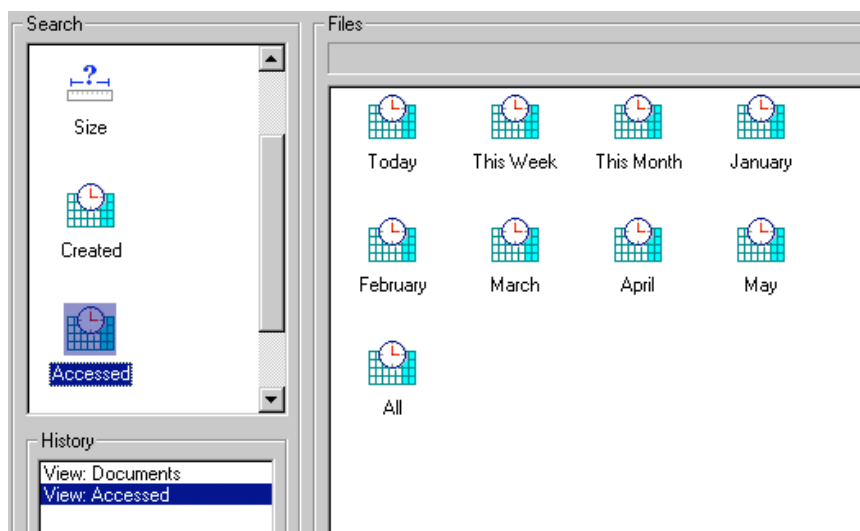 Search
?
Size
Created
Accessed
History
View: Documents
View: Accessed
Files
Today This Week This Month January
February March April May
All